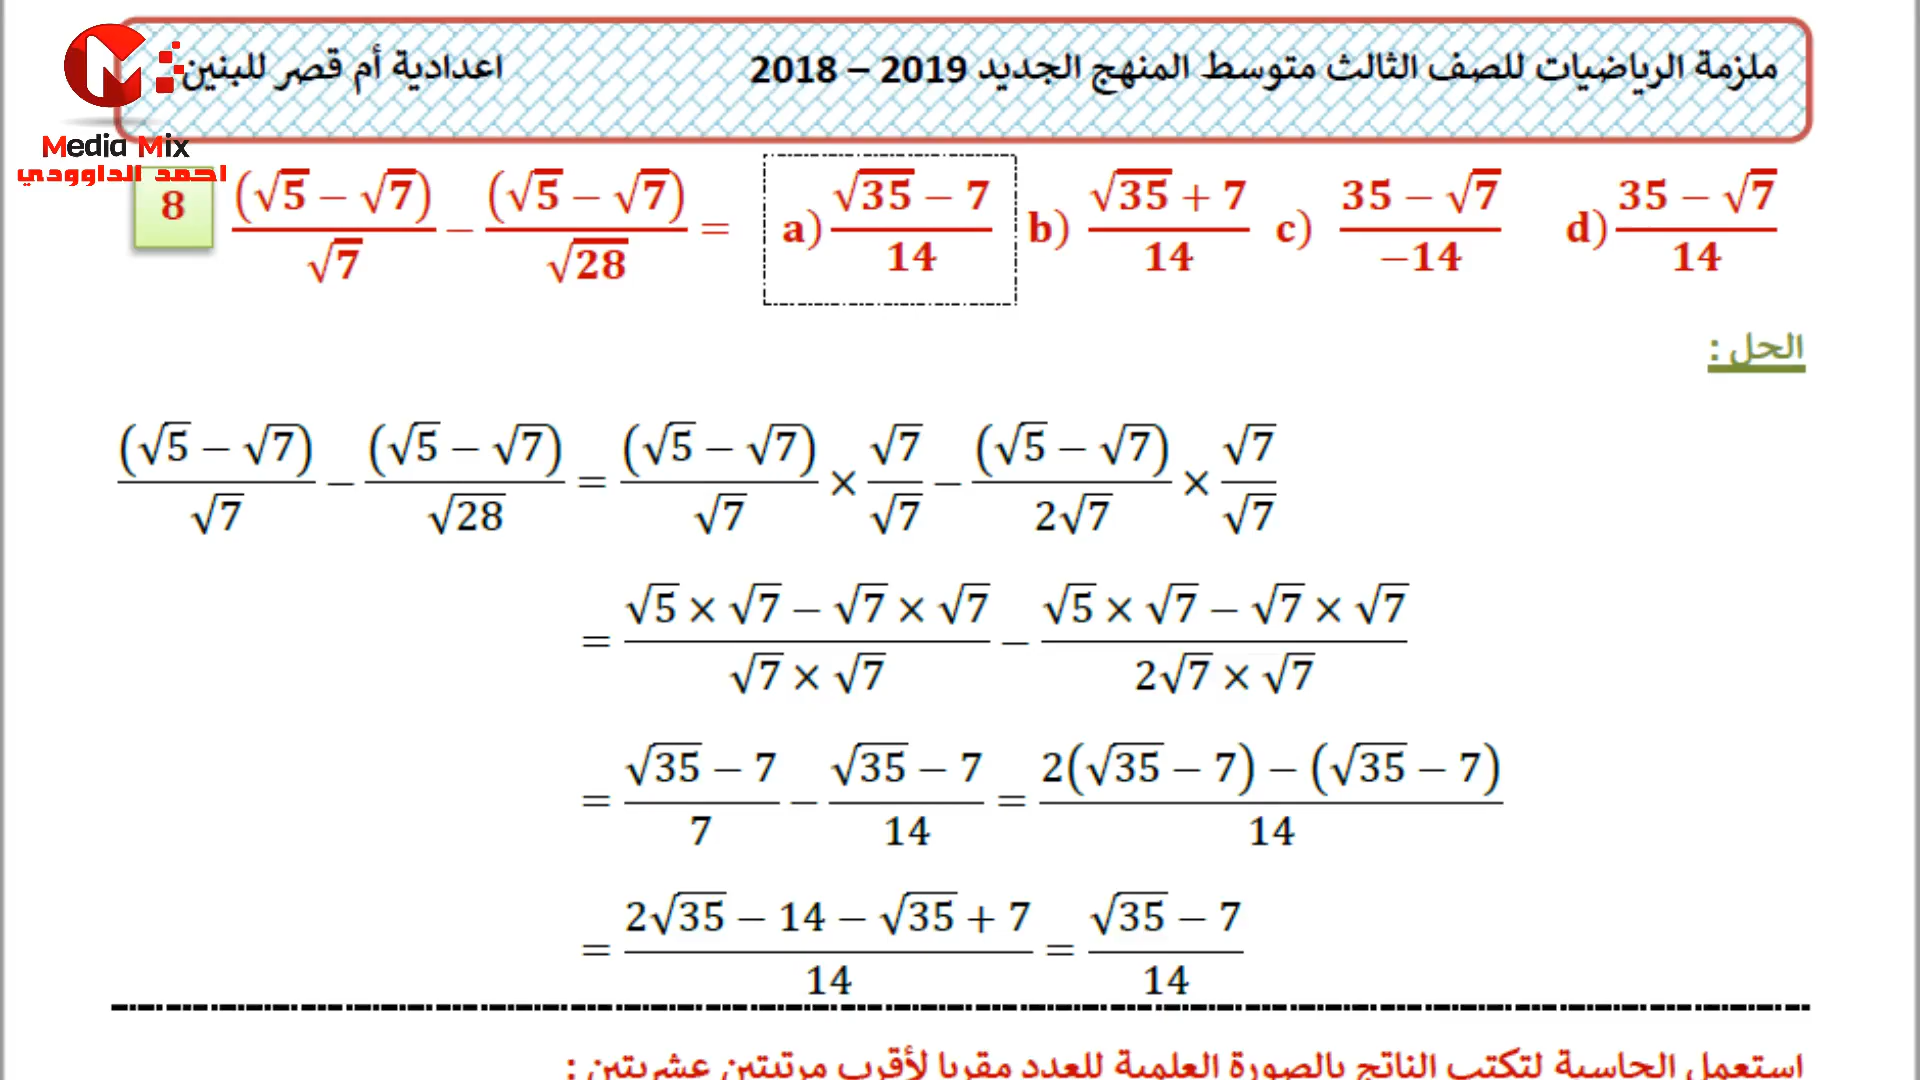 ملزمة الرياضيات للصف الثالث متوسط المنهج الجديد 2019 – 2018 اعدادية أم قصر للبنين
Media Mix
احمد الداوودي
8 (√5 − √7)/√7 − (√5 − √7)/√28 = a) (√35 − 7)/14 b) (√35 + 7)/14 c) (35 − √7)/−14 d) (35 − √7)/14
الحل :
(√5 − √7)/√7 − (√5 − √7)/√28 = (√5 − √7)/√7 × √7/√7 − (√5 − √7)/2√7 × √7/√7
= (√5 × √7 − √7 × √7)/(√7 × √7) − (√5 × √7 − √7 × √7)/(2√7 × √7)
= (√35 − 7)/7 − (√35 − 7)/14 = (2(√35 − 7) − (√35 − 7))/14
= (2√35 − 14 − √35 + 7)/14 = (√35 − 7)/14
استعمل الحاسبة لتكتب الناتج بالصورة العلمية للعدد مقربا لأقرب مرتبتين عشريتين :